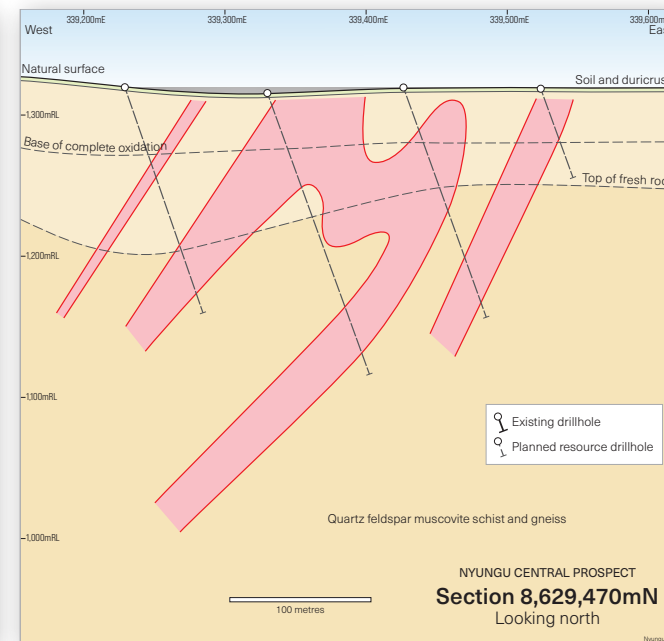 339,200mE 339,300mE 339,400mE 339,500mE 339,600mE
West
Eas
Natural surface
Soil and duricrus
1,300mRL
Base of complete oxidation
Top of fresh roc
1,200mRL
1,100mRL
Existing drillhole
Planned resource drillhole
Quartz feldspar muscovite schist and gneiss
1,000mRL
NYUNGU CENTRAL PROSPECT
Section 8,629,470mN
Looking north
100 metres
Nyungu